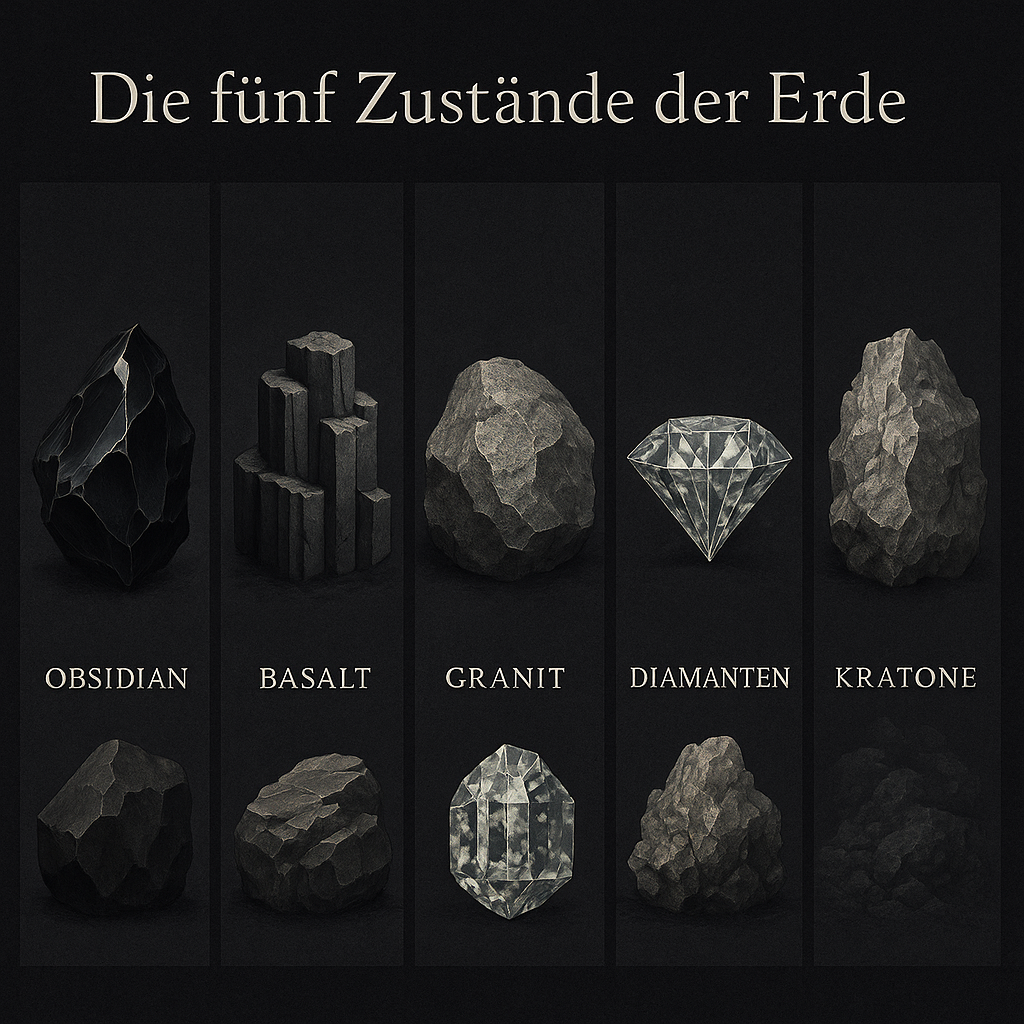 Die fünf Zustände der Erde
OBSIDIAN
BASALT
GRANIT
DIAMANTEN
KRATONE